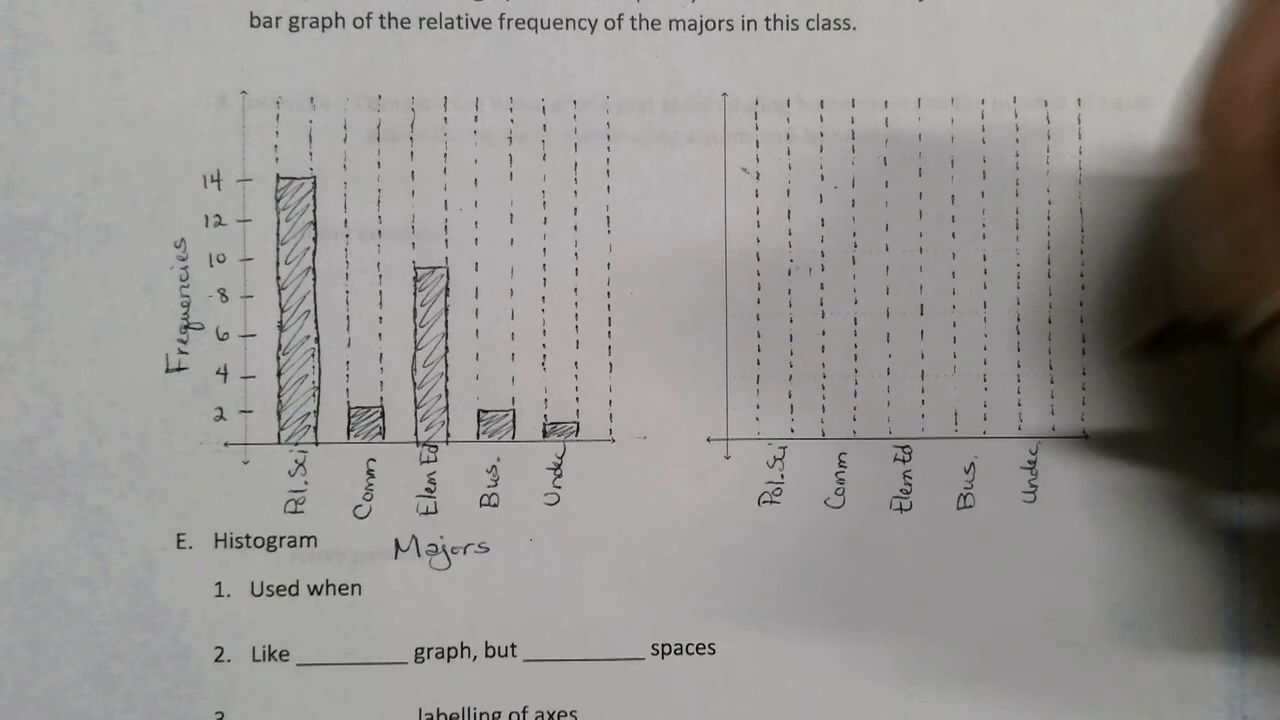 bar graph of the relative frequency of the majors in this class.
14
12
10
8
6
4
2
Frequencies
Pol. Sci
Comm
Elem Ed
Bus.
Undec
Majors
Pol. Sci
Comm
Elem Ed
Bus.
Undec.
E. Histogram
1. Used when
2. Like ________ graph, but ________ spaces
labelling of axes